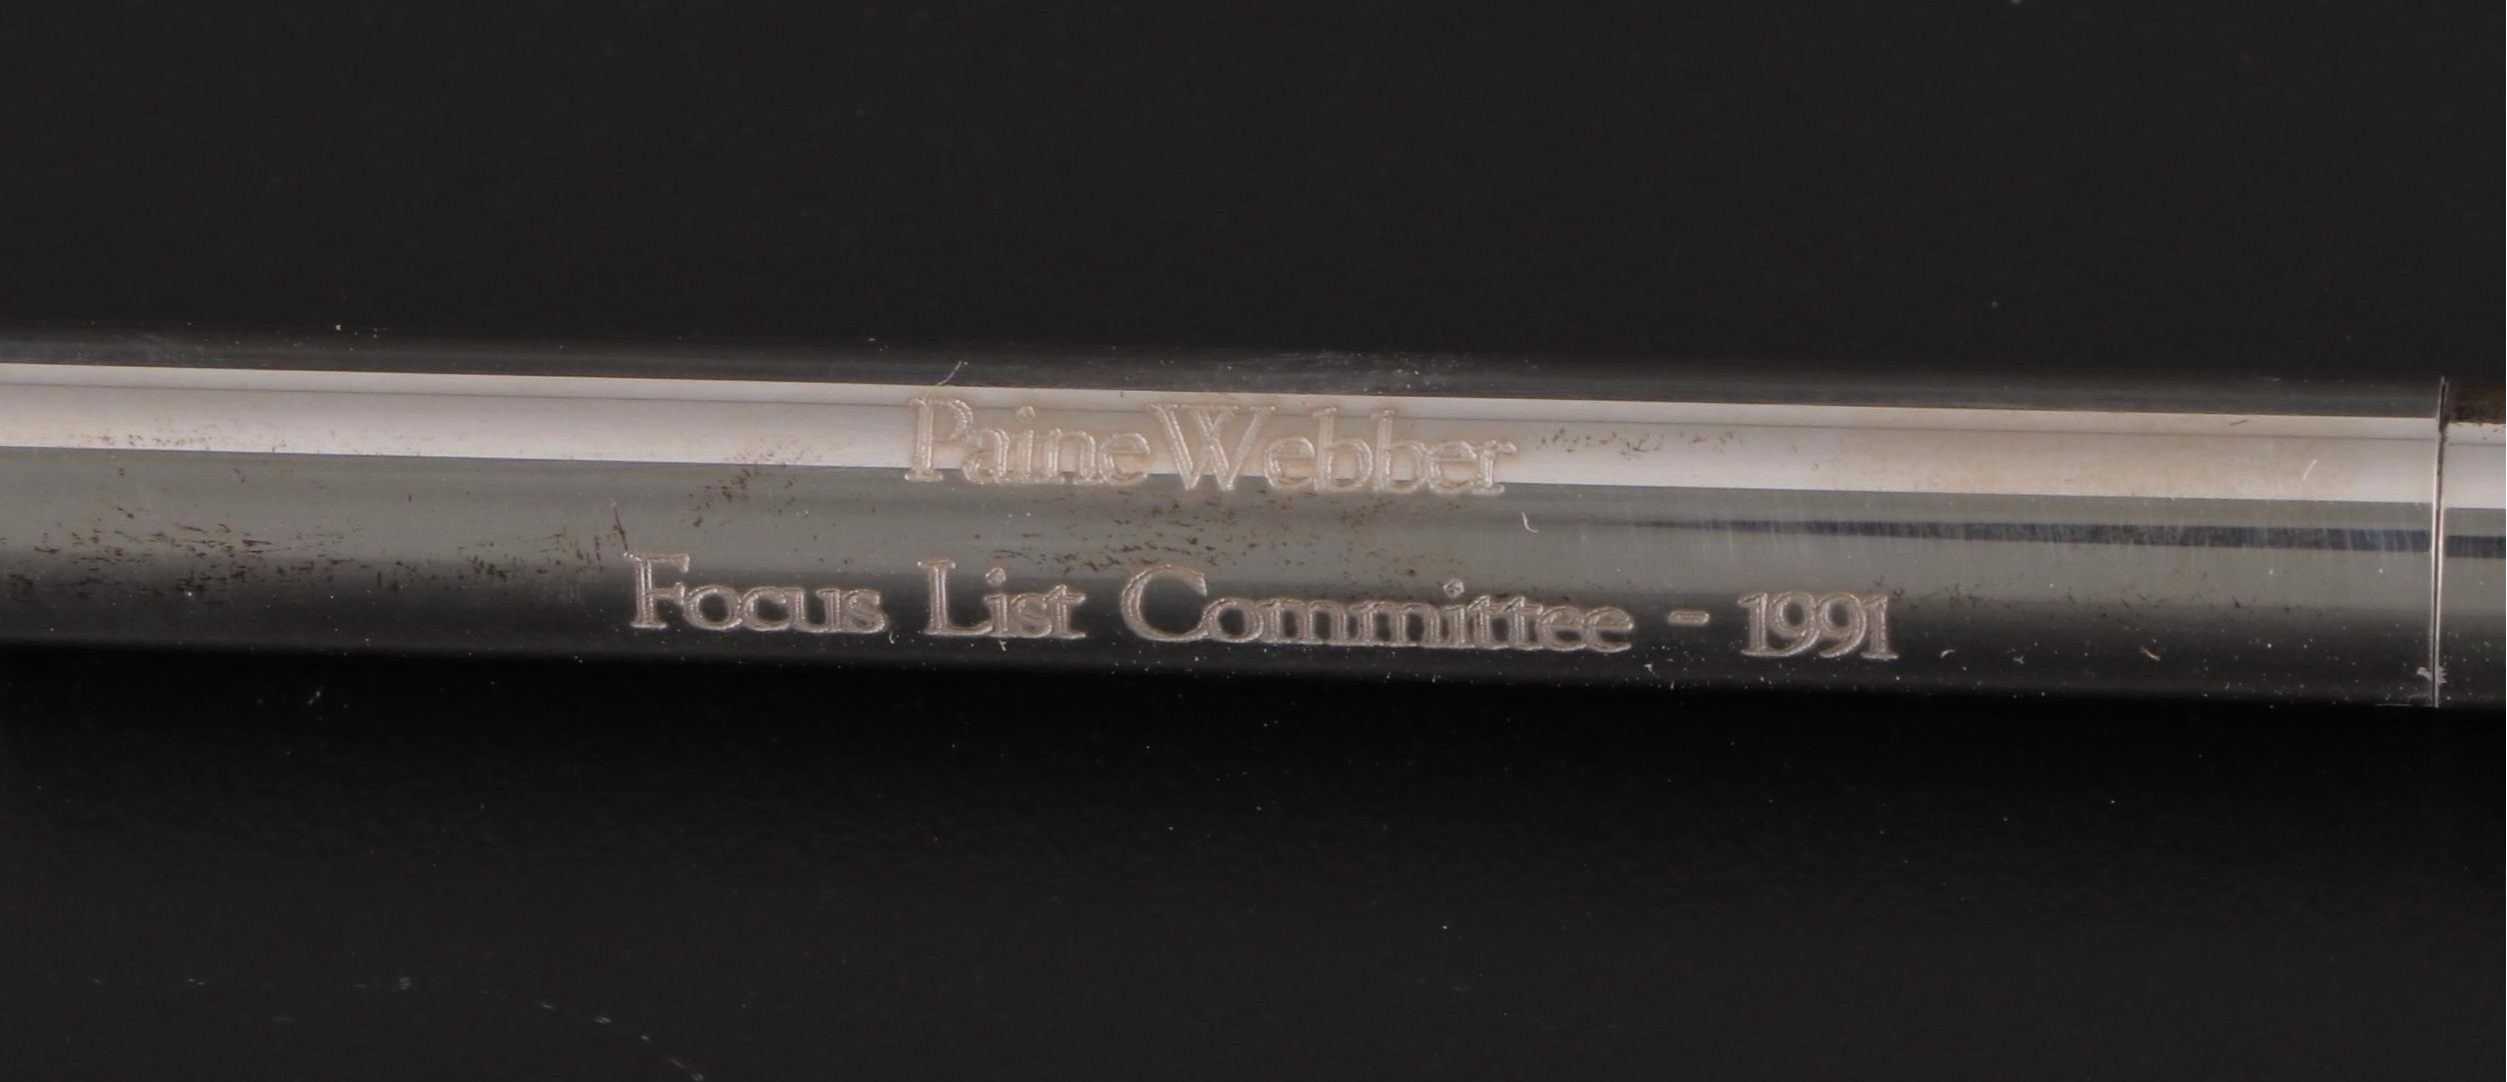 PaineWebber
Focus List Committee - 1991